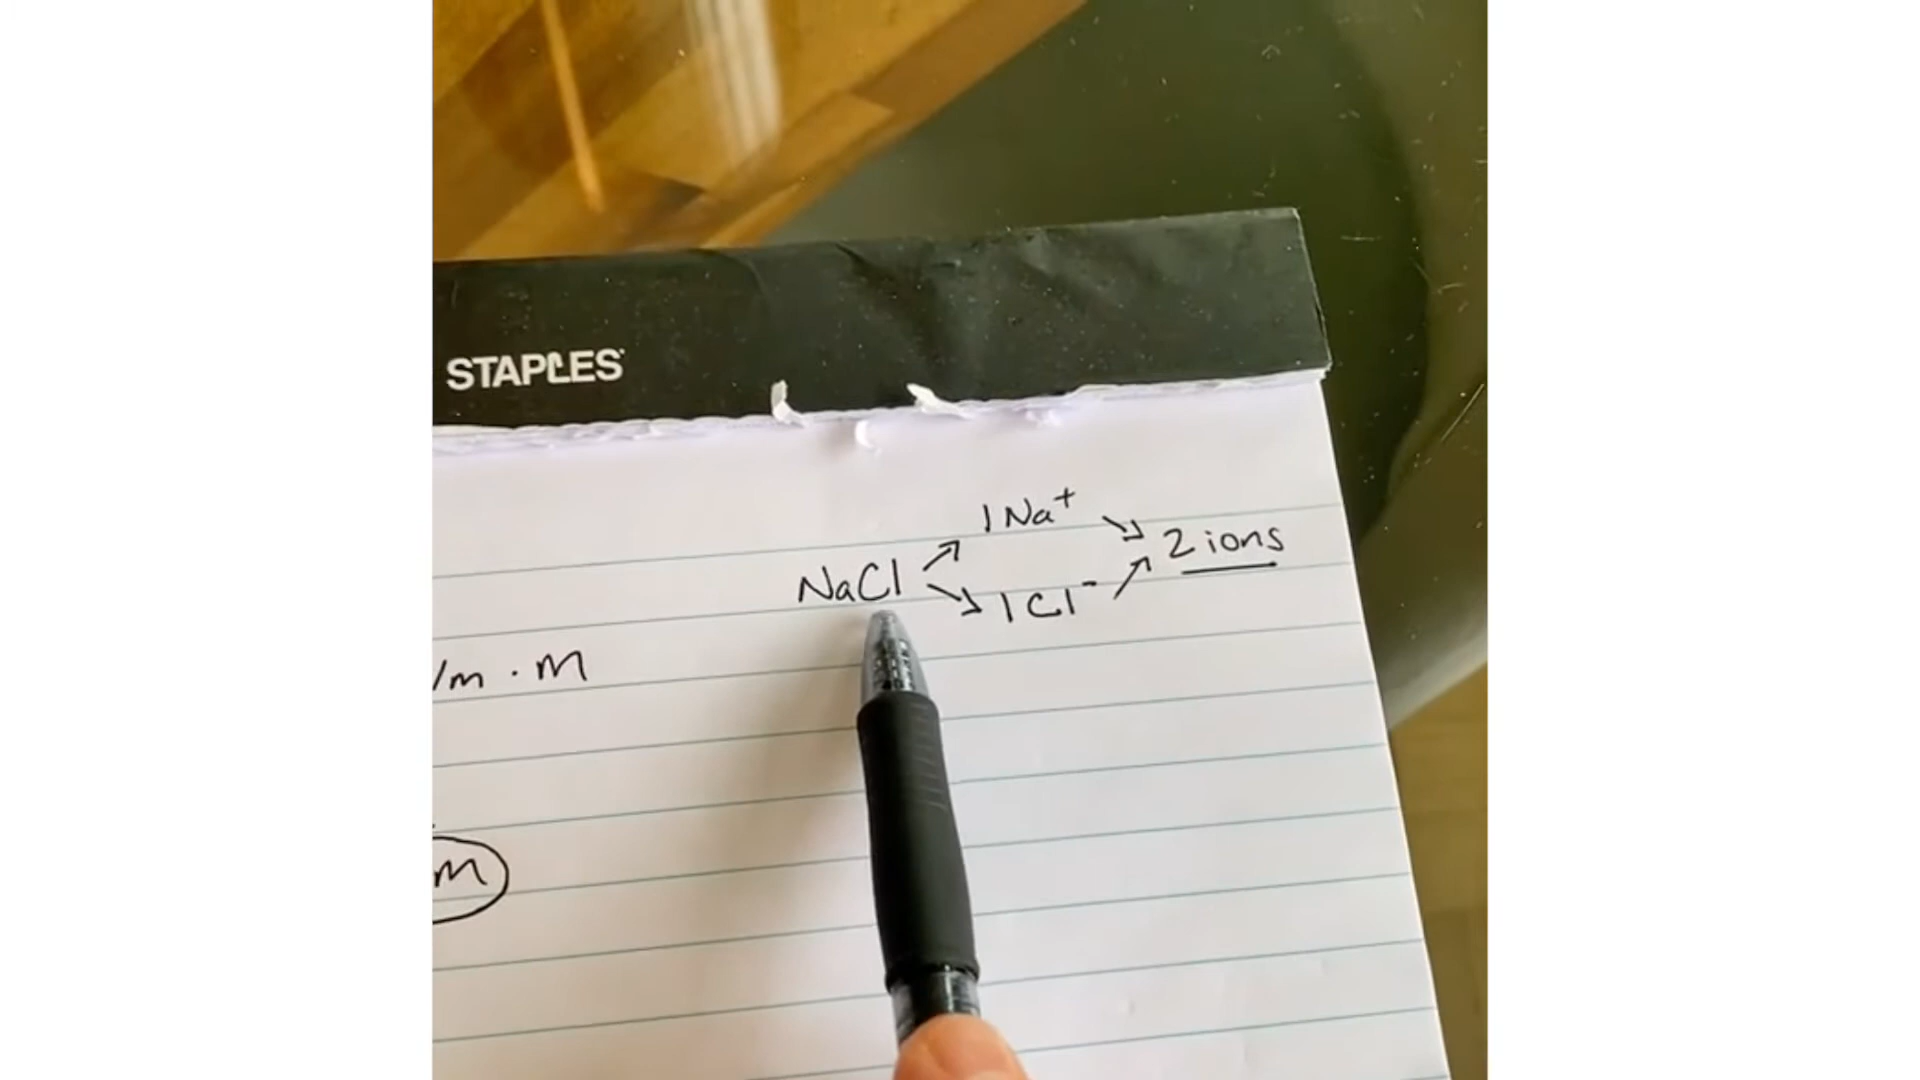 STAPLES
1 Na⁺
NaCl ↗ ↘ ↘ ↗ 2 ions
1 Cl⁻
/m · m
m